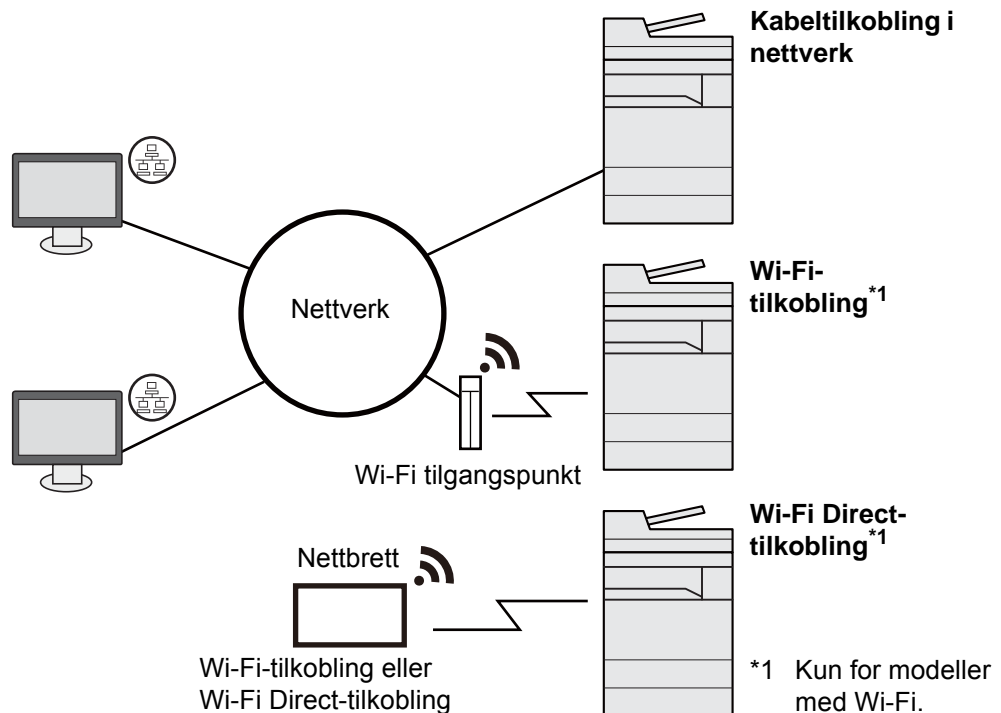 Kabeltilkobling i
nettverk
Nettverk
Wi-Fi-
tilkobling*1
Wi-Fi tilgangspunkt
Wi-Fi Direct-
tilkobling*1
Nettbrett
Wi-Fi-tilkobling eller
Wi-Fi Direct-tilkobling
*1 Kun for modeller
med Wi-Fi.